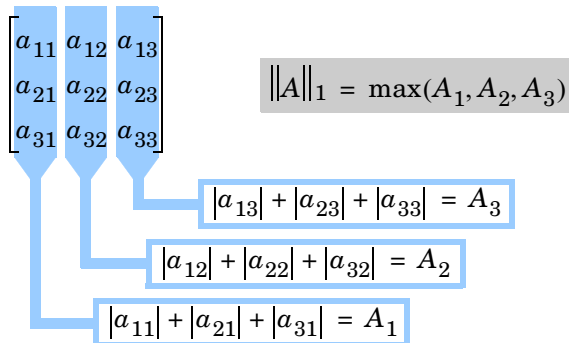 a11 a12 a13
a21 a22 a23
a31 a32 a33
‖A‖1 = max(A1, A2, A3)
|a13| + |a23| + |a33| = A3
|a12| + |a22| + |a32| = A2
|a11| + |a21| + |a31| = A1